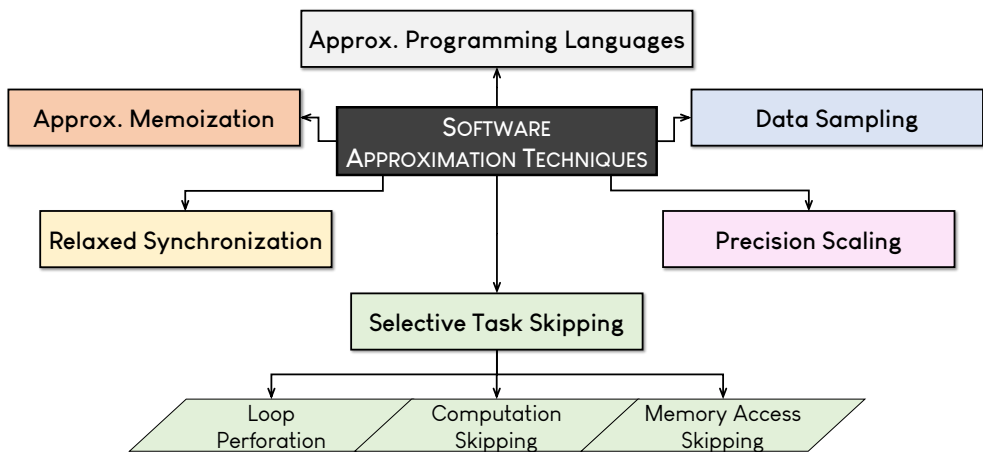 Approx. Programming Languages
Approx. Memoization
SOFTWARE
APPROXIMATION TECHNIQUES
Data Sampling
Relaxed Synchronization
Precision Scaling
Selective Task Skipping
Loop
Perforation
Computation
Skipping
Memory Access
Skipping